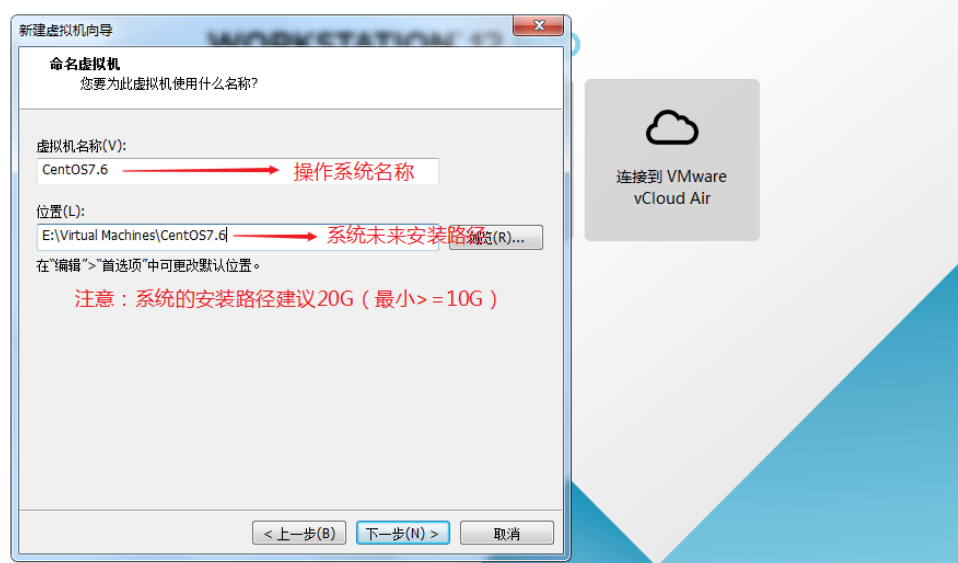 新建虚拟机向导
WORKSTATION 12
命名虚拟机
您要为此虚拟机使用什么名称?
虚拟机名称(V):
CentOS7.6
操作系统名称
位置(L):
E:\Virtual Machines\CentOS7.6
系统未来安装路径
浏览(R)...
在"编辑">"首选项"中可更改默认位置。
注意：系统的安装路径建议20G（最小>=10G）
< 上一步(B)
下一步(N) >
取消
连接到 VMware
vCloud Air